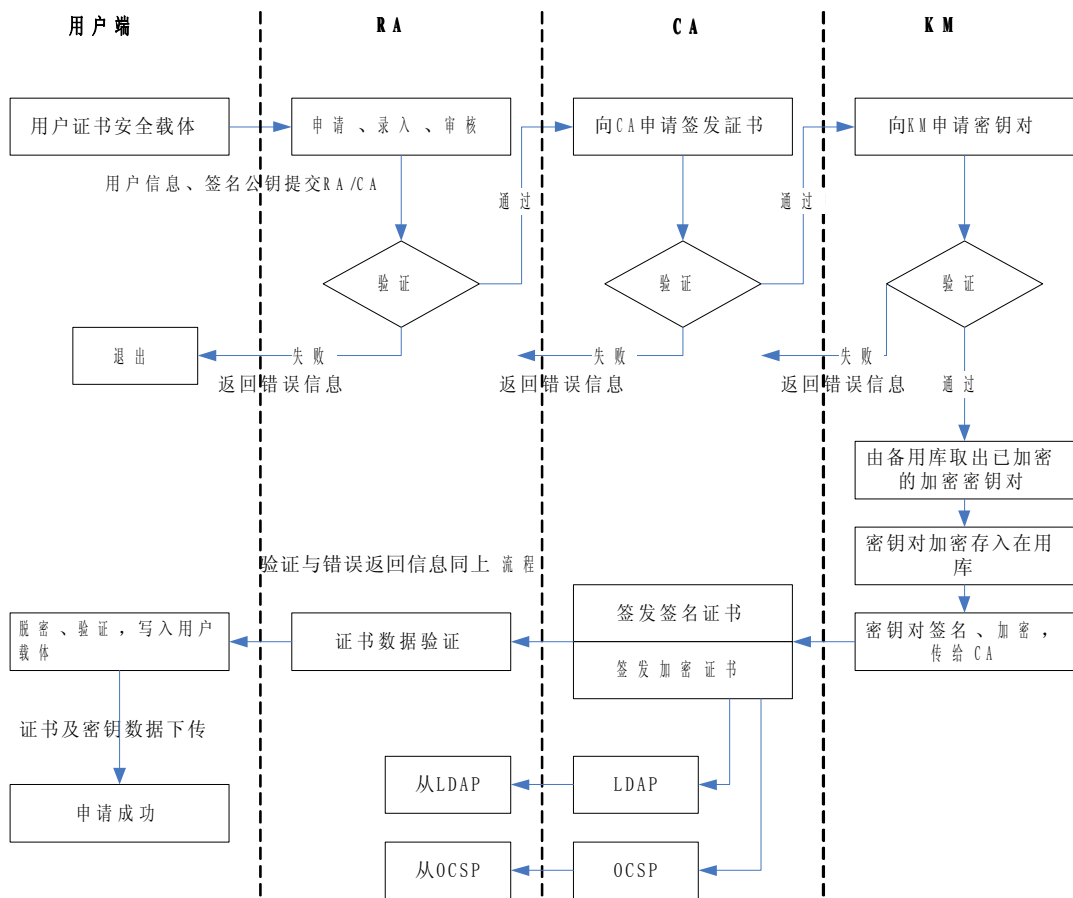 用户端
RA
CA
KM
用户证书安全载体
申请、录入、审核
向CA申请签发証书
向KM申请密钥对
用户信息、签名公钥提交RA/CA
通过
通过
验证
验证
验证
退出
失败
失败
失败
返回错误信息
返回错误信息
返回错误信息
通过
由备用库取出已加密
的加密密钥对
密钥对加密存入在用
库
验证与错误返回信息同上 流程
脱密、验证,写入用户
载体
证书数据验证
签发签名证书
签发加密证书
密钥对签名、加密,
传给CA
证书及密钥数据下传
从LDAP
LDAP
申请成功
从OCSP
OCSP